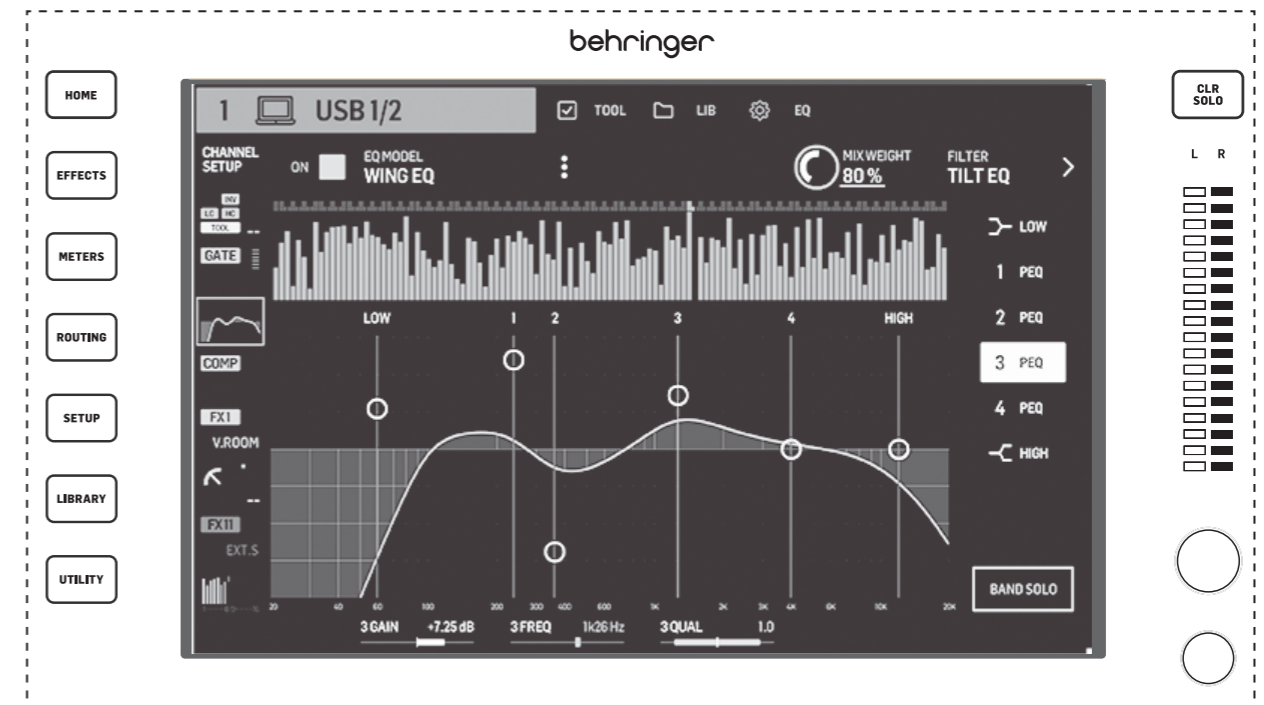 behringer
HOME
EFFECTS
METERS
ROUTING
SETUP
LIBRARY
UTILITY
CLR
SOLO
L R
1 USB 1/2
TOOL LIB EQ
CHANNEL
SETUP
ON
EQ MODEL
WING EQ
MIX WEIGHT
80 %
FILTER
TILT EQ
INV
LC HC
TOOL --
GATE
COMP
FX1
V.ROOM
--
FX11
EXT.S
LOW 1 2 3 4 HIGH
LOW
1 PEQ
2 PEQ
3 PEQ
4 PEQ
HIGH
BAND SOLO
20 40 60 100 200 300 400 600 1K 2K 3K 4K 6K 10K 20K
3 GAIN +7.25 dB 3 FREQ 1k26 Hz 3 QUAL 1.0